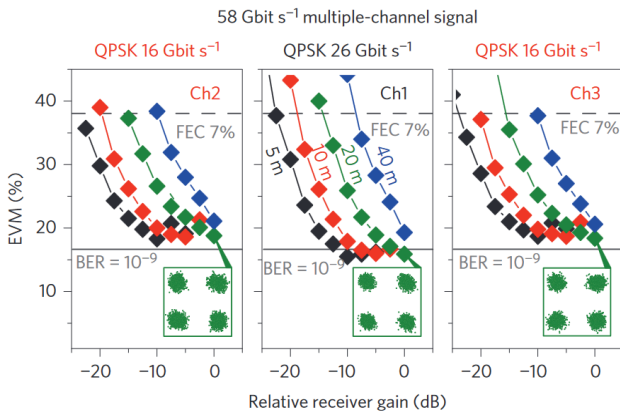 58 Gbit s⁻¹ multiple-channel signal
QPSK 16 Gbit s⁻¹
QPSK 26 Gbit s⁻¹
QPSK 16 Gbit s⁻¹
EVM (%)
40
30
20
10
Ch2
FEC 7%
BER = 10⁻⁹
Ch1
FEC 7%
5 m
10 m
20 m
40 m
BER = 10⁻⁹
Ch3
FEC 7%
BER = 10⁻⁹
−20 −10 0
−20 −10 0
−20 −10 0
Relative receiver gain (dB)